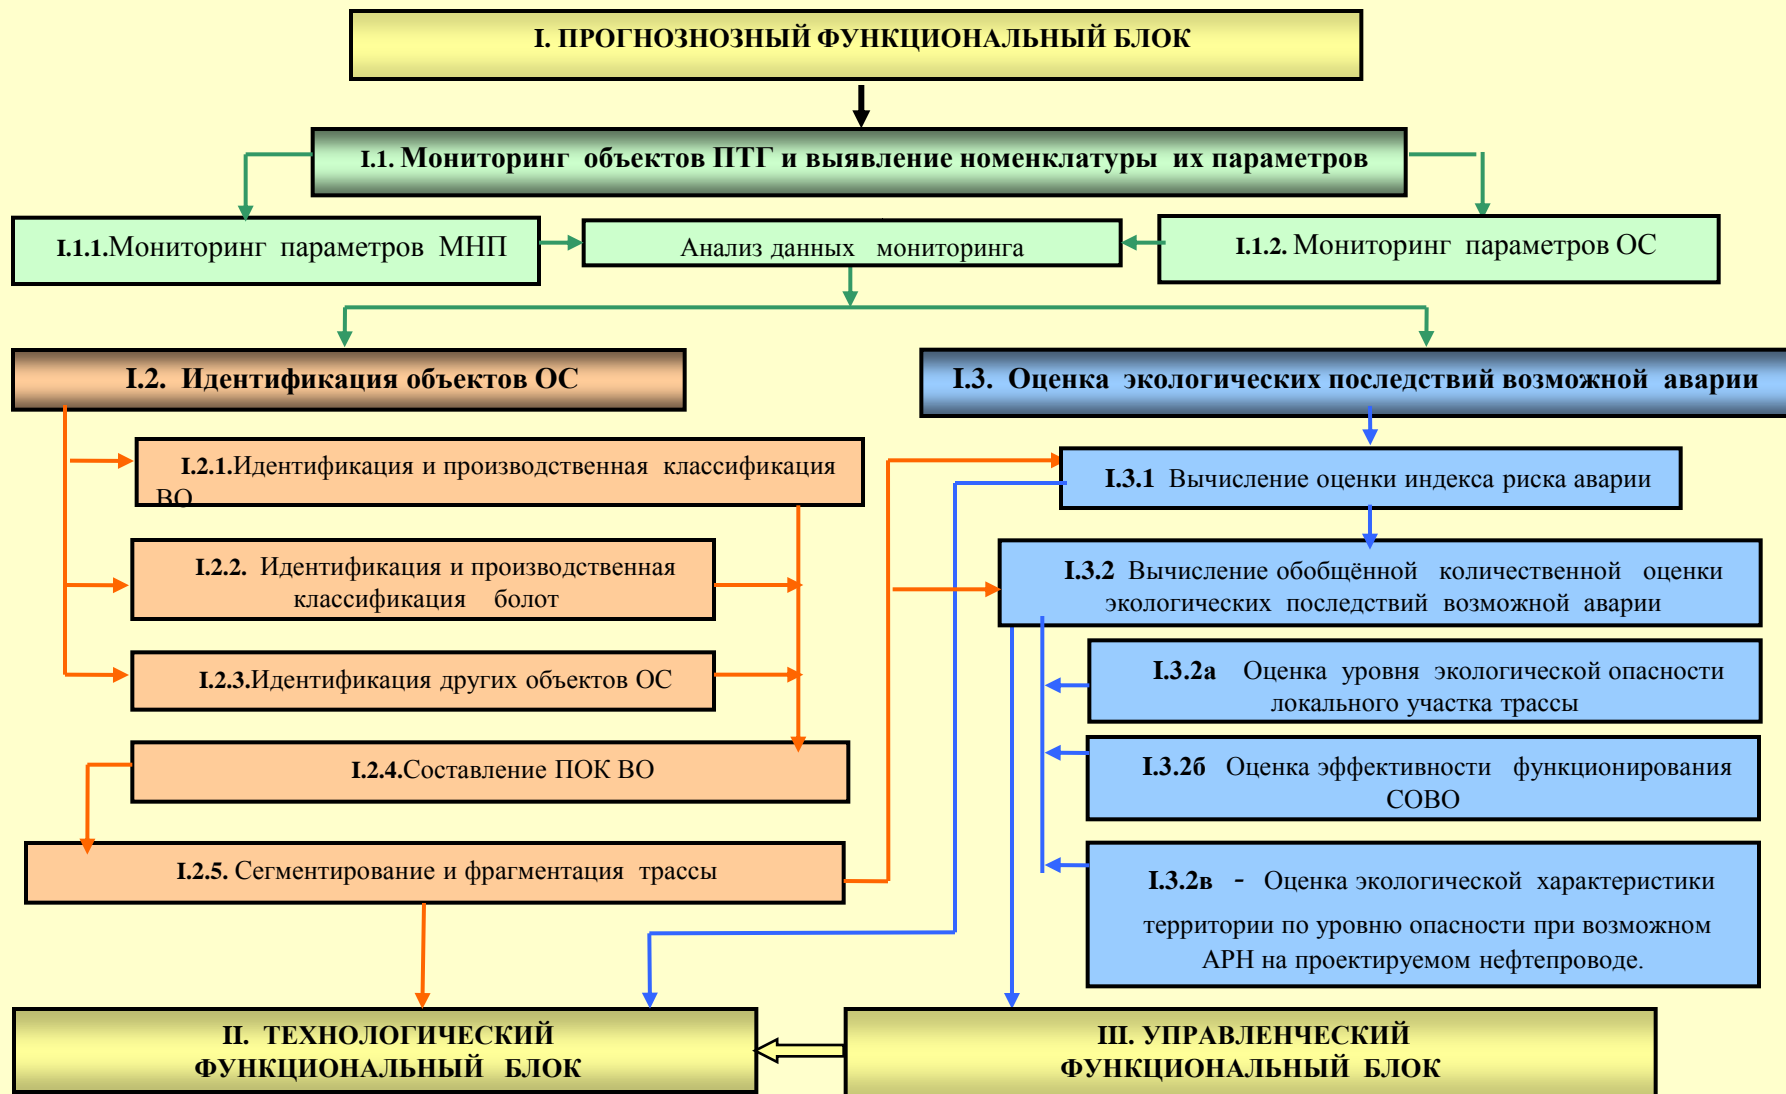 I. ПРОГНОЗНОЗНЫЙ ФУНКЦИОНАЛЬНЫЙ БЛОК
I.1. Мониторинг объектов ПТГ и выявление номенклатуры их параметров
I.1.1.Мониторинг параметров МНП
Анализ данных мониторинга
I.1.2. Мониторинг параметров ОС
I.2. Идентификация объектов ОС
I.2.1.Идентификация и производственная классификация
ВО
I.2.2. Идентификация и производственная
классификация болот
I.2.3.Идентификация других объектов ОС
I.2.4.Составление ПОК ВО
I.2.5. Сегментирование и фрагментация трассы
I.3. Оценка экологических последствий возможной аварии
I.3.1 Вычисление оценки индекса риска аварии
I.3.2 Вычисление обобщённой количественной оценки
экологических последствий возможной аварии
I.3.2а Оценка уровня экологической опасности
локального участка трассы
I.3.2б Оценка эффективности функционирования
СОВО
I.3.2в - Оценка экологической характеристики
территории по уровню опасности при возможном
АРН на проектируемом нефтепроводе.
II. ТЕХНОЛОГИЧЕСКИЙ
ФУНКЦИОНАЛЬНЫЙ БЛОК
III. УПРАВЛЕНЧЕСКИЙ
ФУНКЦИОНАЛЬНЫЙ БЛОК